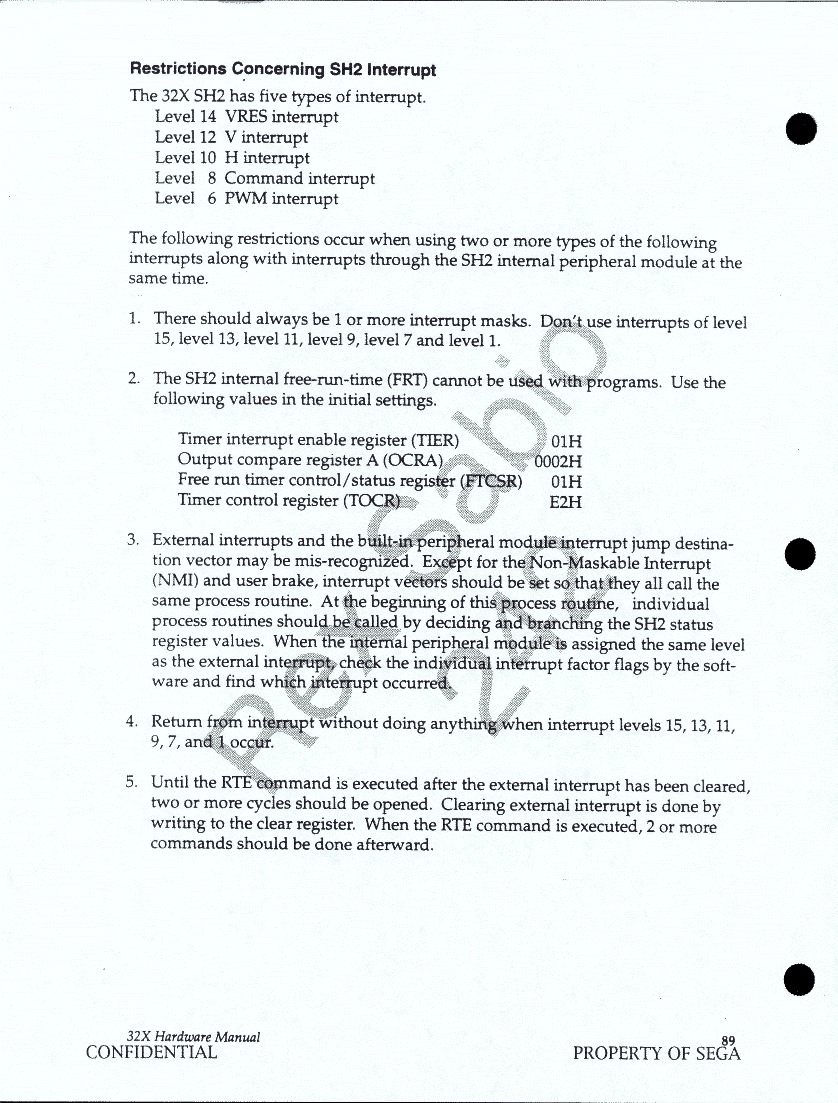 Restrictions Concerning SH2 Interrupt
The 32X SH2 has five types of interrupt.
Level 14 VRES interrupt
Level 12 V interrupt
Level 10 H interrupt
Level 8 Command interrupt
Level 6 PWM interrupt
The following restrictions occur when using two or more types of the following
interrupts along with interrupts through the SH2 internal peripheral module at the
same time.
1. There should always be 1 or more interrupt masks. Don't use interrupts of level
15, level 13, level 11, level 9, level 7 and level 1.
2. The SH2 internal free-run-time (FRT) cannot be used with programs. Use the
following values in the initial settings.
Timer interrupt enable register (TIER) 01H
Output compare register A (OCRA) 0002H
Free run timer control/status register (FTCSR) 01H
Timer control register (TOCR) E2H
3. External interrupts and the built-in peripheral module interrupt jump destina-
tion vector may be mis-recognized. Except for the Non-Maskable Interrupt
(NMI) and user brake, interrupt vectors should be set so that they all call the
same process routine. At the beginning of this process routine, individual
process routines should be called by deciding and branching the SH2 status
register values. When the internal peripheral module is assigned the same level
as the external interrupt, check the individual interrupt factor flags by the soft-
ware and find which interrupt occurred.
4. Return from interrupt without doing anything when interrupt levels 15, 13, 11,
9, 7, and 1 occur.
5. Until the RTE command is executed after the external interrupt has been cleared,
two or more cycles should be opened. Clearing external interrupt is done by
writing to the clear register. When the RTE command is executed, 2 or more
commands should be done afterward.
Rex Sabio
242
32X Hardware Manual 89
CONFIDENTIAL PROPERTY OF SEGA